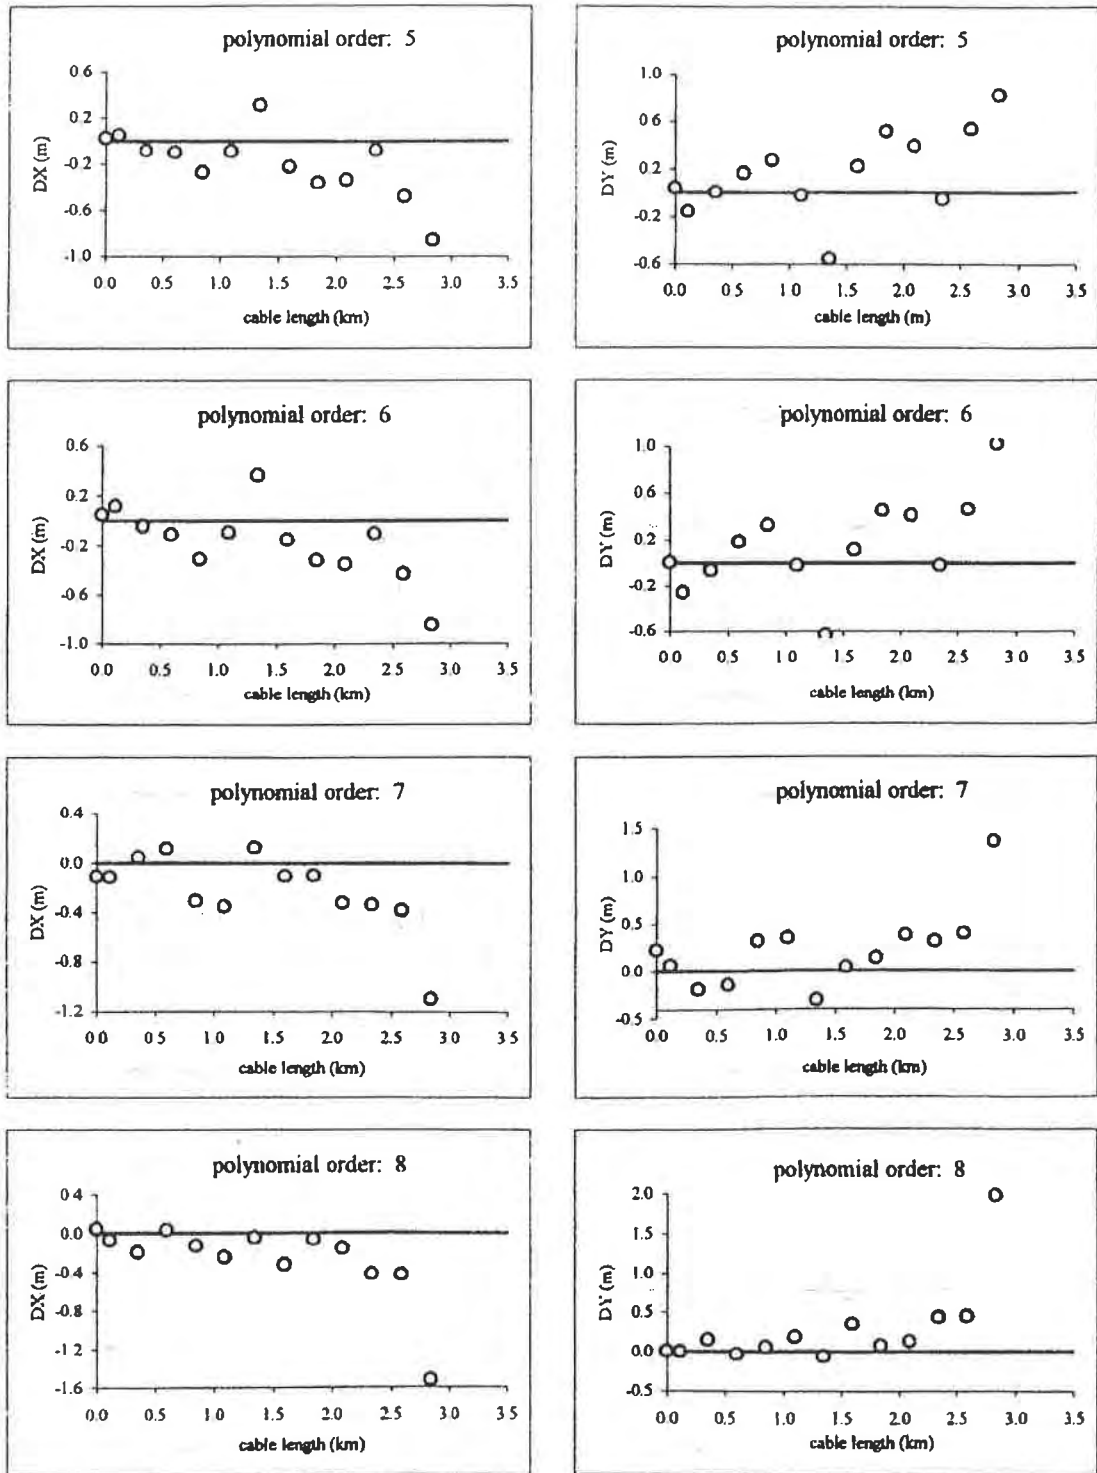 polynomial order: 5
0.6
0.2
-0.2
-0.6
-1.0
DX (m)
0.0 0.5 1.0 1.5 2.0 2.5 3.0 3.5
cable length (km)
polynomial order: 5
1.0
0.6
0.2
-0.2
-0.6
DY (m)
0.0 0 5 1 0 1.5 2.0 2.5 3.0 3.5
cable length (m)
polynomial order: 6
0.6
0.2
-0.2
-0.6
-1.0
DX (m)
0.0 0.5 1.0 1.5 2.0 2.5 3.0 3.5
cable length (km)
polynomial order: 6
1.0
0.6
0.2
-0.2
-0.6
DY (m)
0.0 0.5 1 0 1.5 2.0 2.5 3.0 3.5
cable length (km)
polynomial order: 7
0.4
0.0
-0.4
-0.8
-1.2
DX (m)
0 0 0.5 1.0 1.5 2.0 2.5 3.0 3.5
cable length (km)
polynomial order: 7
1.5
1.0
0.5
0.0
-0.5
DY (m)
0.0 0.5 1.0 1.5 2.0 2.5 3.0 3.5
cable length (km)
polynomial order: 8
0 4
0.0
-0.4
-0.8
-1.2
-1.6
DX (m)
0.0 0.5 1.0 1.5 2.0 2.5 3.0 3.5
cable length (km)
polynomial order: 8
2.0
1.5
1.0
0.5
0.0
-0.5
DY (m)
0.0 0.5 1.0 1.5 2.0 2.5 3.0 3.5
cable length (km)